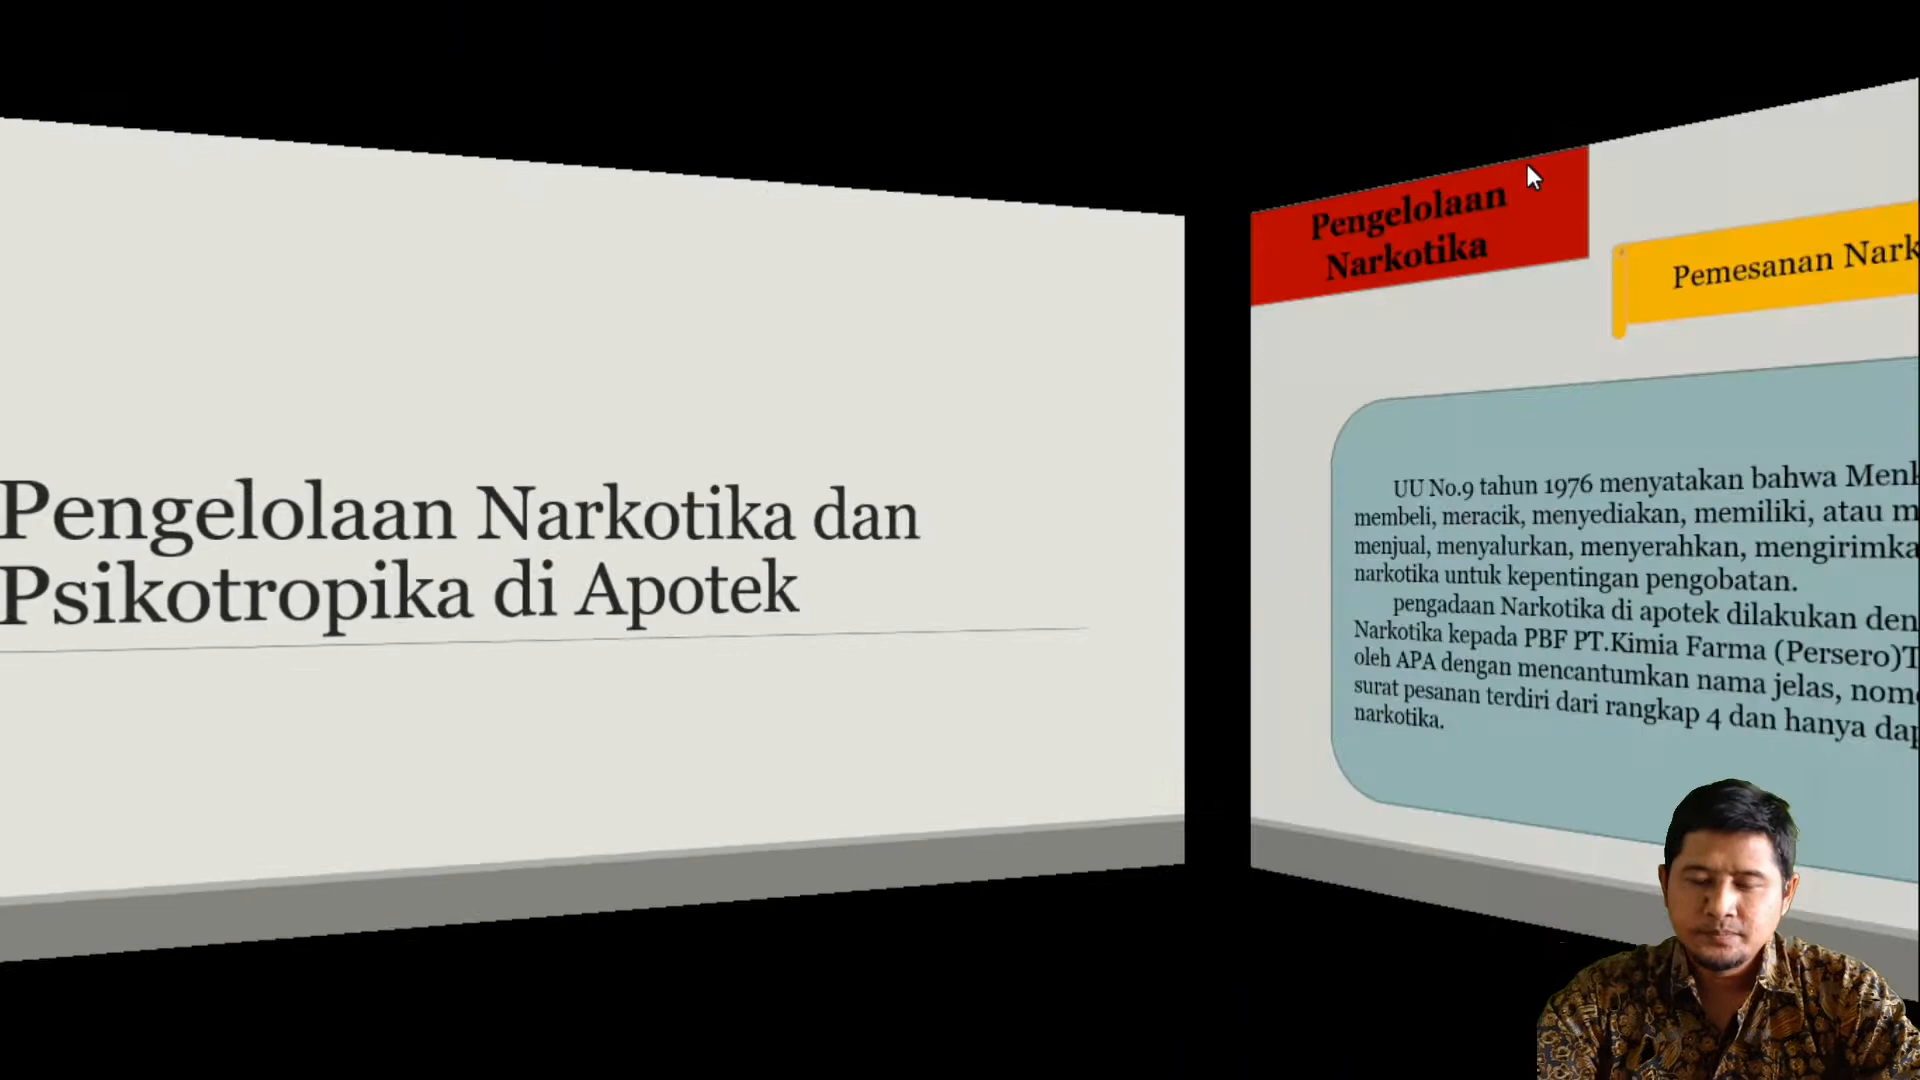 Pengelolaan Narkotika dan
Psikotropika di Apotek
Pengelolaan
Narkotika
Pemesanan
UU No.9 tahun 1976 menyatakan bahwa
membeli, meracik, menyediakan, memiliki, atau
menjual, menyalurkan, menyerahkan,
narkotika untuk kepentingan pengobatan.
pengadaan Narkotika di apotek dilakukan
Narkotika kepada PBF PT.Kimia Farma (Persero)
oleh APA dengan mencantumkan nama jelas,
surat pesanan terdiri dari rangkap 4 dan hanya
narkotika.